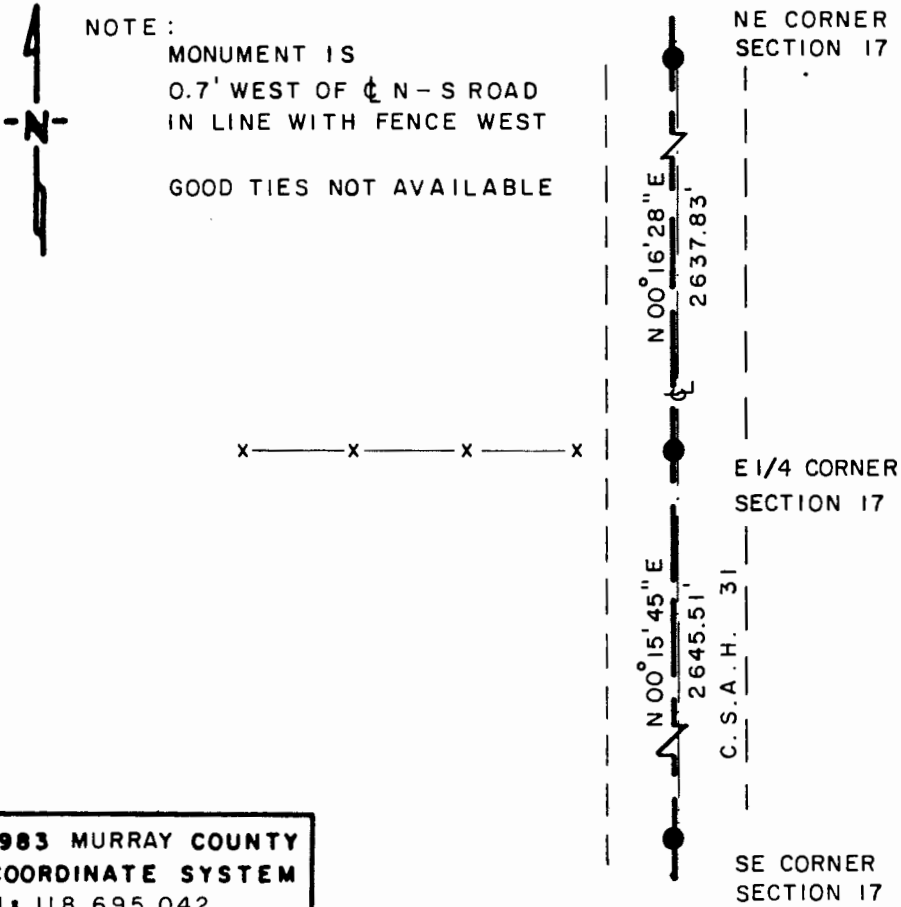 NOTE:
MONUMENT IS
0.7' WEST OF ℄ N-S ROAD
IN LINE WITH FENCE WEST
GOOD TIES NOT AVAILABLE
-N-
NE CORNER
SECTION 17
N 00°16'28" E
2637.83'
℄
x x x x
E 1/4 CORNER
SECTION 17
N 00°15'45" E
2645.51'
C.S.A.H. 31
SE CORNER
SECTION 17
983 MURRAY COUNTY
COORDINATE SYSTEM
118,695.042